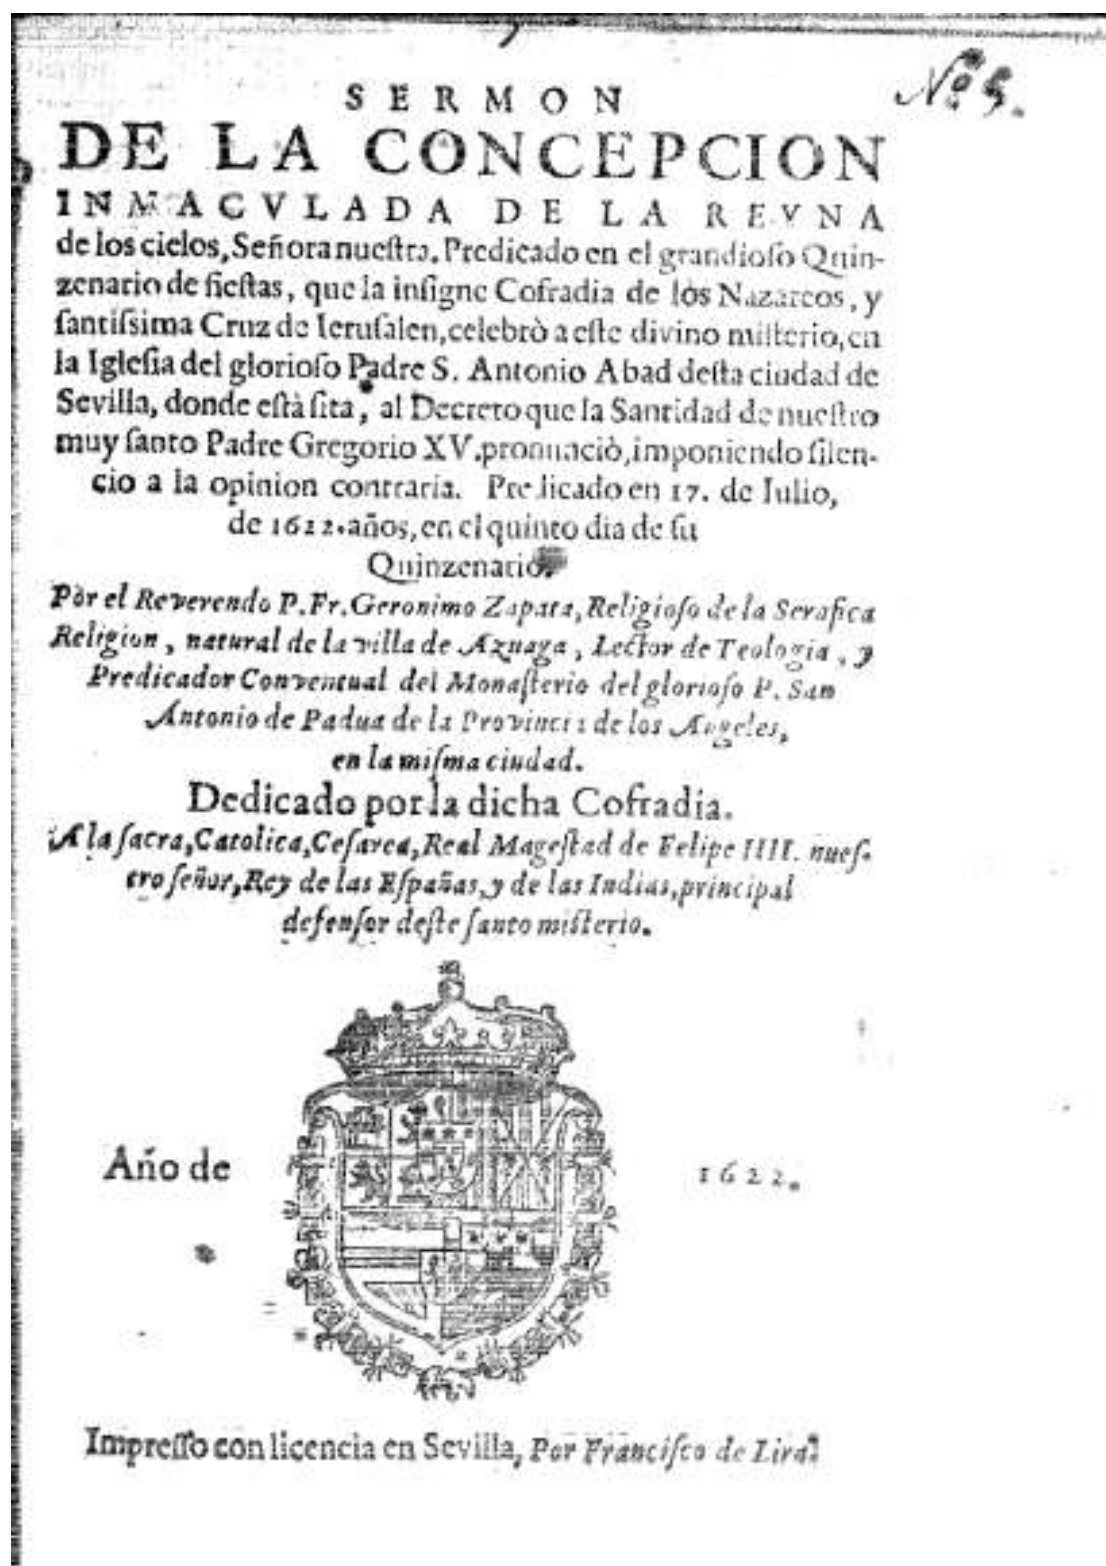 Nº 5.
SERMON
DE LA CONCEPCION
INMACVLADA DE LA REYNA
de los cielos, Señora nuestra. Predicado en el grandioso Quin-
zenario de fiestas, que la insigne Cofradia de los Nazareos, y
santissima Cruz de Ierusalen, celebrò a este divino misterio, en
la Iglesia del glorioso Padre S. Antonio Abad desta ciudad de
Sevilla, donde està sita, al Decreto que la Santidad de nuestro
muy santo Padre Gregorio XV. pronunciò, imponiendo silen-
cio a la opinion contraria. Predicado en 17. de Iulio,
de 1622. años, en el quinto dia de su
Quinzenario.
Por el Reverendo P. Fr. Geronimo Zapata, Religioso de la Serafica
Religion, natural de la villa de Azuaga, Lector de Teologia, y
Predicador Conventual del Monasterio del glorioso P. San
Antonio de Padua de la Provincia de los Angeles,
en la misma ciudad.
Dedicado por la dicha Cofradia.
A la sacra, Catolica, Cesarea, Real Magestad de Felipe IIII. nues-
tro señor, Rey de las Españas, y de las Indias, principal
defensor deste santo misterio.
Año de 1622.
Impresso con licencia en Sevilla, Por Francisco de Lira.